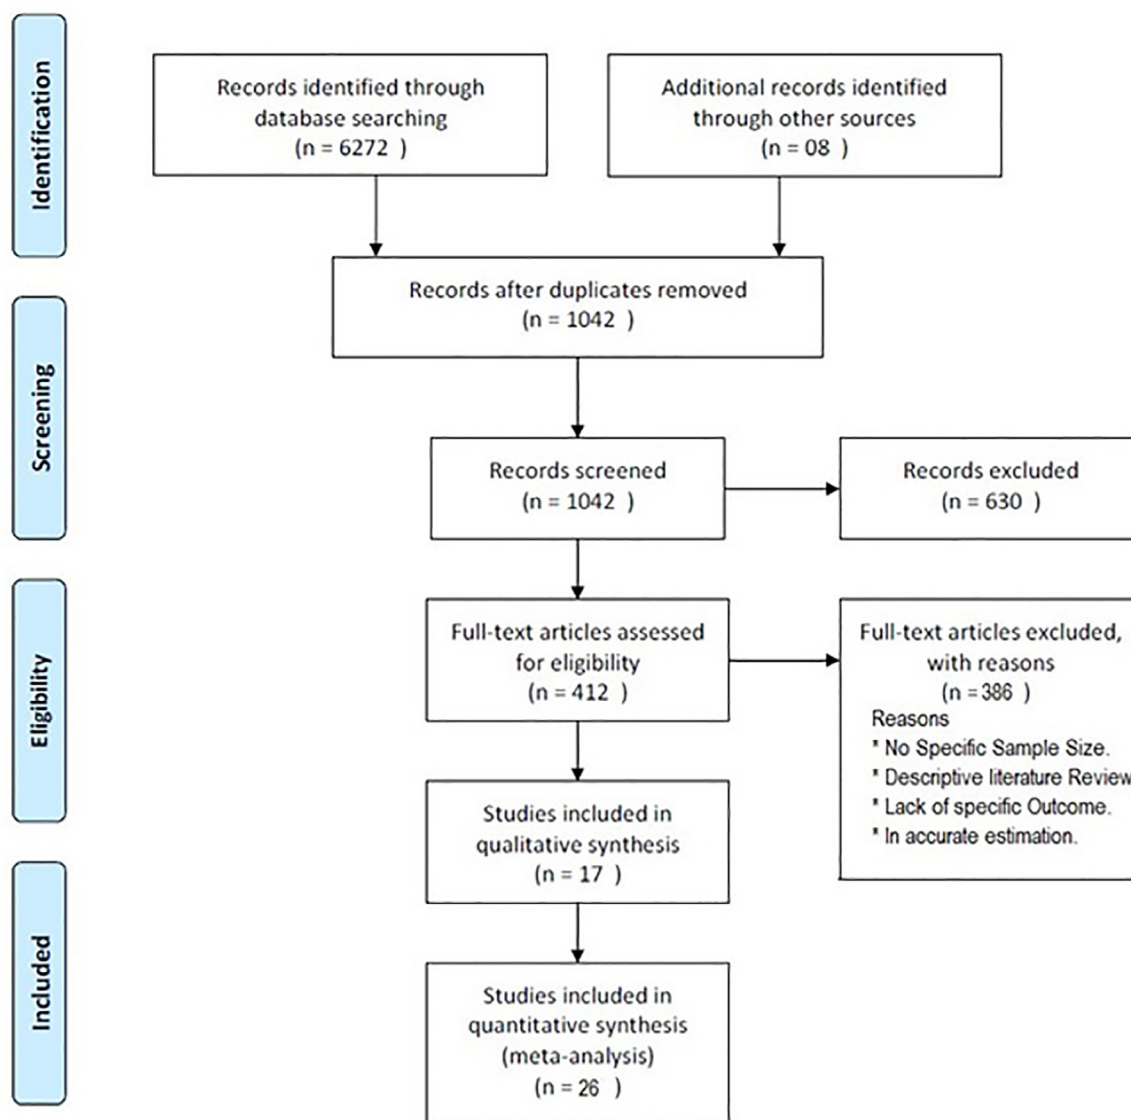 Identification
Records identified through
database searching
(n = 6272 )
Additional records identified
through other sources
(n = 08 )
Records after duplicates removed
(n = 1042 )
Screening
Records screened
(n = 1042 )
Records excluded
(n = 630 )
Eligibility
Full-text articles assessed
for eligibility
(n = 412 )
Full-text articles excluded,
with reasons
(n = 386 )
Reasons
* No Specific Sample Size.
* Descriptive literature Review
* Lack of specific Outcome.
* In accurate estimation.
Studies included in
qualitative synthesis
(n = 17 )
Included
Studies included in
quantitative synthesis
(meta-analysis)
(n = 26 )